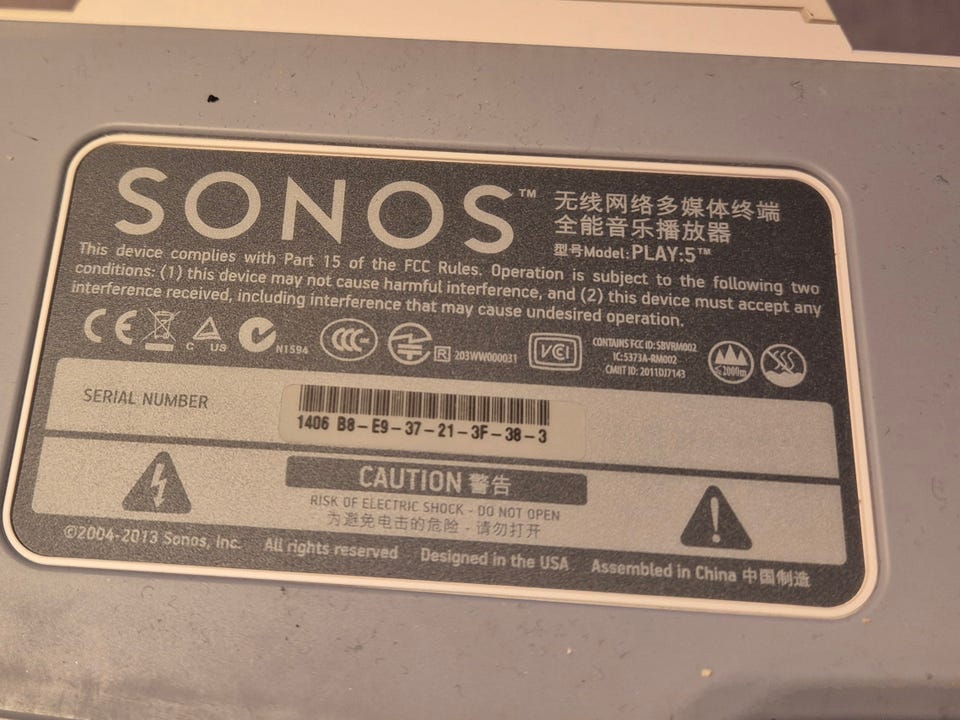 SONOS™
无线网络多媒体终端
全能音乐播放器
型号Model:PLAY:5™
This device complies with Part 15 of the FCC Rules. Operation is subject to the following two
conditions: (1) this device may not cause harmful interference, and (2) this device must accept any
interference received, including interference that may cause undesired operation.
CE C US N1594 CCC R 203WW000031 VCI
CONTAINS FCC ID:SBVRM002
IC:5373A-RM002
CMIIT ID: 2011DJ7143
≤2000m
SERIAL NUMBER
1406 B8-E9-37-21-3F-38-3
CAUTION 警告
RISK OF ELECTRIC SHOCK - DO NOT OPEN
为避免电击的危险 - 请勿打开
©2004-2013 Sonos, Inc. All rights reserved Designed in the USA Assembled in China 中国制造